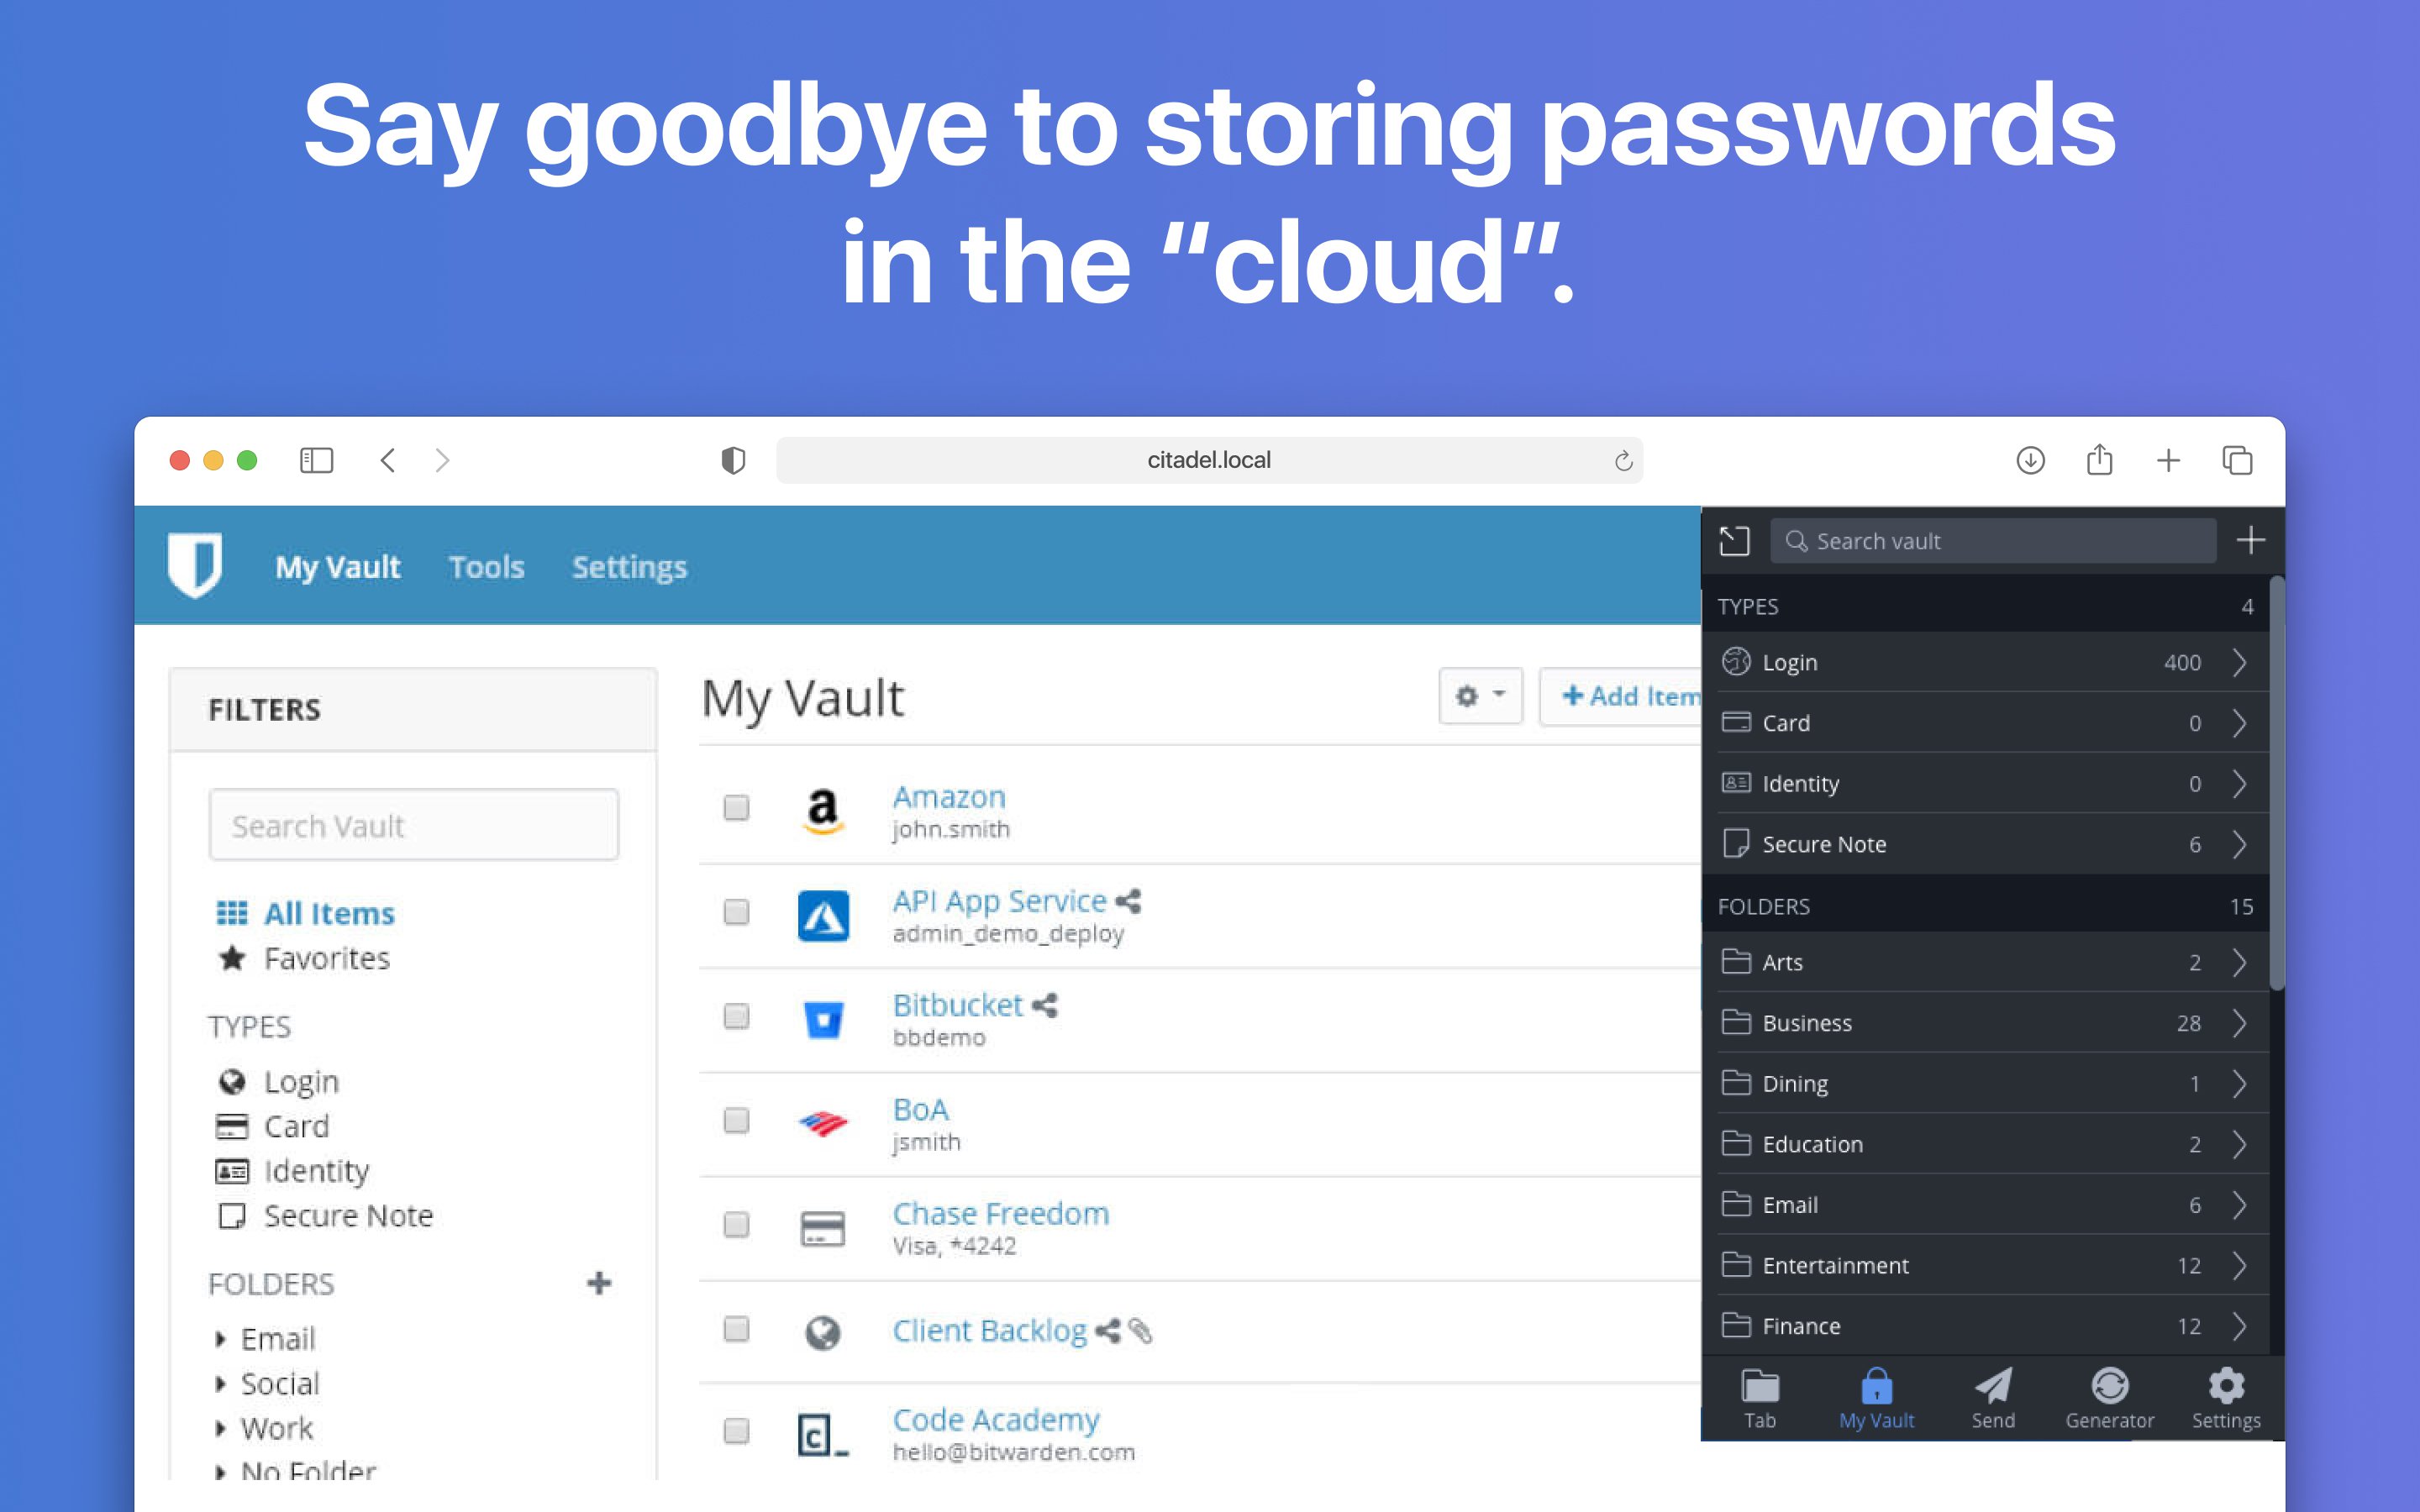 Say goodbye to storing passwords
in the “cloud”.
citadel.local
My Vault Tools Settings
FILTERS
Search Vault
All Items
Favorites
TYPES
Login
Card
Identity
Secure Note
FOLDERS
Email
Social
Work
No Folder
My Vault
Add Item
Amazon
john.smith
API App Service
admin_demo_deploy
Bitbucket
bbdemo
BoA
jsmith
Chase Freedom
Visa, *4242
Client Backlog
Code Academy
hello@bitwarden.com
Search vault
TYPES 4
Login 400
Card 0
Identity 0
Secure Note 6
FOLDERS 15
Arts 2
Business 28
Dining 1
Education 2
Email 6
Entertainment 12
Finance 12
Tab My Vault Send Generator Settings